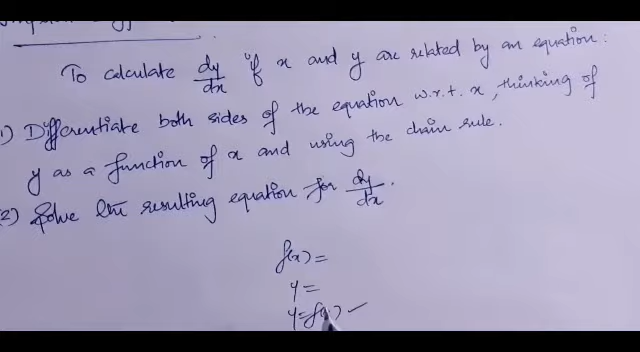 To calculate dy/dx if x and y are related by an equation:
1) Differentiate both sides of the equation w.r.t. x, thinking of
y as a function of x and using the chain rule.
(2) Solve the resulting equation for dy/dx.
f(x) =
y =
y = f(x) ✓